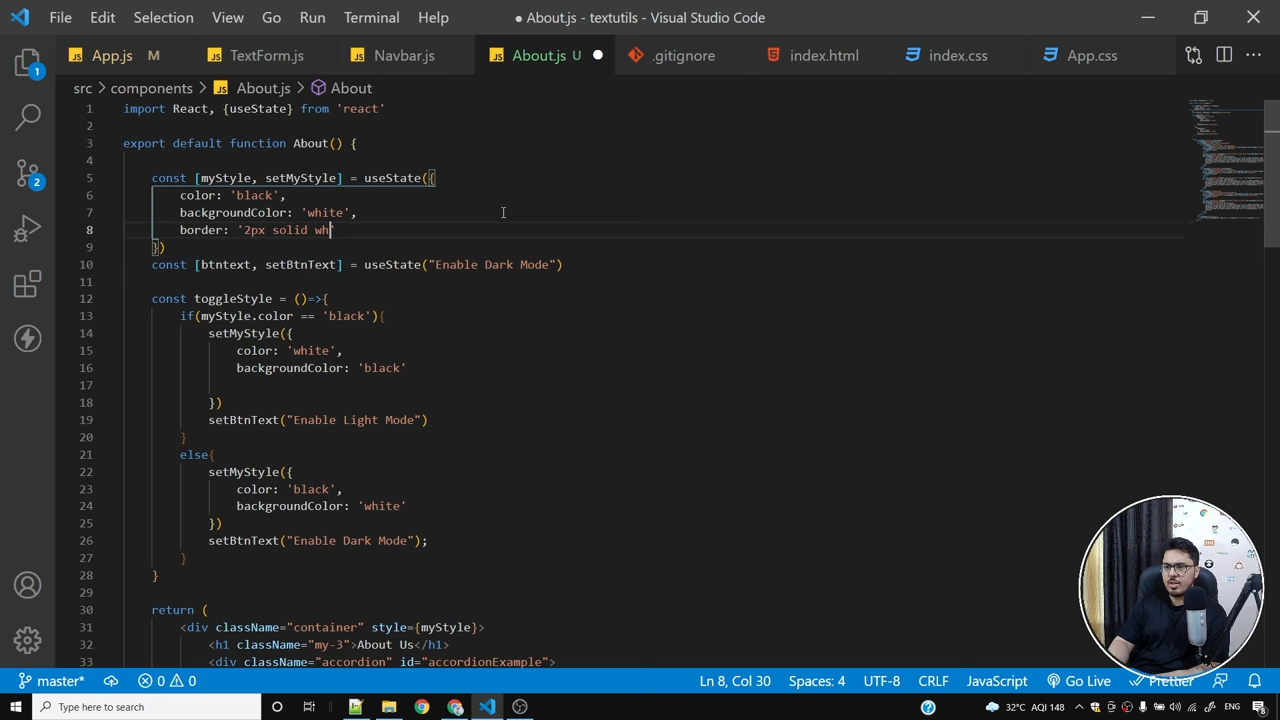 File Edit Selection View Go Run Terminal Help ● About.js - textutils - Visual Studio Code
JS App.js M JS TextForm.js JS Navbar.js JS About.js U ● .gitignore index.html index.css App.css ...
1
src > components > JS About.js > About
1 import React, {useState} from 'react'
2
3 export default function About() {
4
5 const [myStyle, setMyStyle] = useState({
6 color: 'black',
7 backgroundColor: 'white',
8 border: '2px solid wh'
9 })
10 const [btntext, setBtnText] = useState("Enable Dark Mode")
11
12 const toggleStyle = ()=>{
13 if(myStyle.color == 'black'){
14 setMyStyle({
15 color: 'white',
16 backgroundColor: 'black'
17
18 })
19 setBtnText("Enable Light Mode")
20 }
21 else{
22 setMyStyle({
23 color: 'black',
24 backgroundColor: 'white'
25 })
26 setBtnText("Enable Dark Mode");
27 }
28 }
29
30 return (
31 <div className="container" style={myStyle}>
32 <h1 className="my-3">About Us</h1>
33 <div className="accordion" id="accordionExample">
2
master* 0 0 Ln 8, Col 30 Spaces: 4 UTF-8 CRLF JavaScript Go Live Prettier
Type here to search 32°C AQI 148 ENG 8